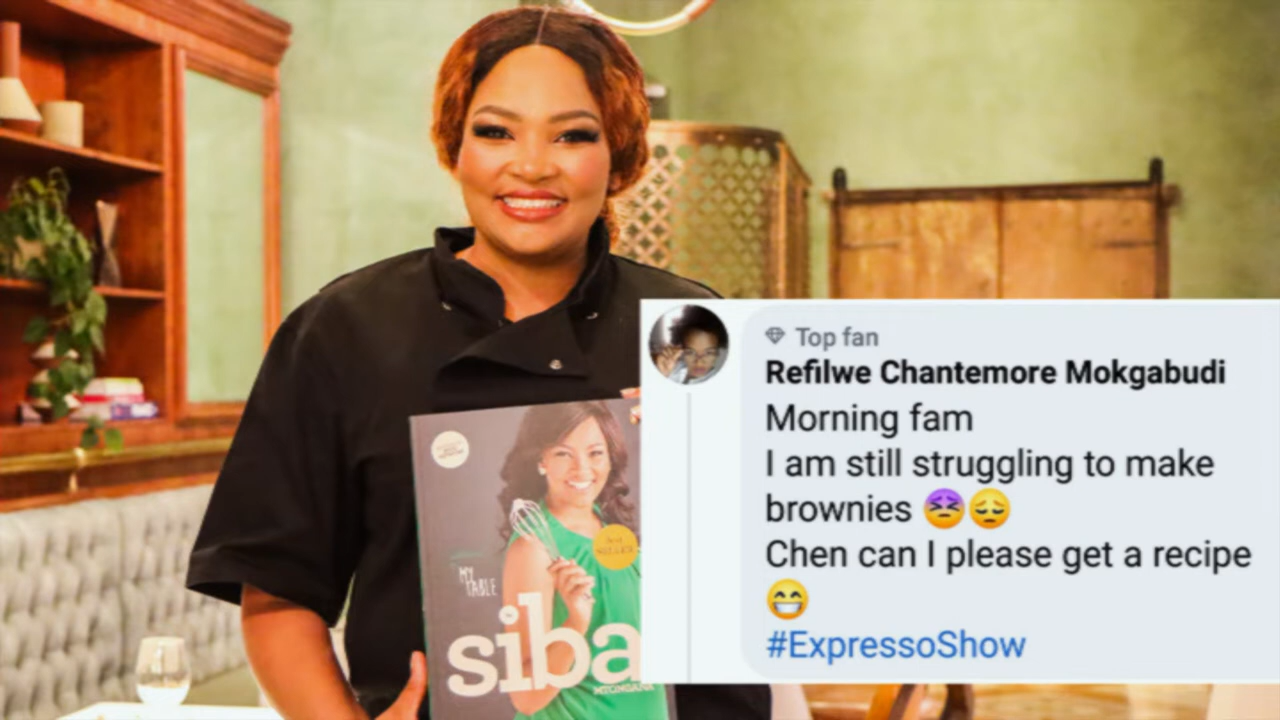 MY
TABLE
siba
Top fan
Refilwe Chantemore Mokgabudi
Morning fam
I am still struggling to make
brownies 😣😔
Chen can I please get a recipe
😁
#ExpressoShow